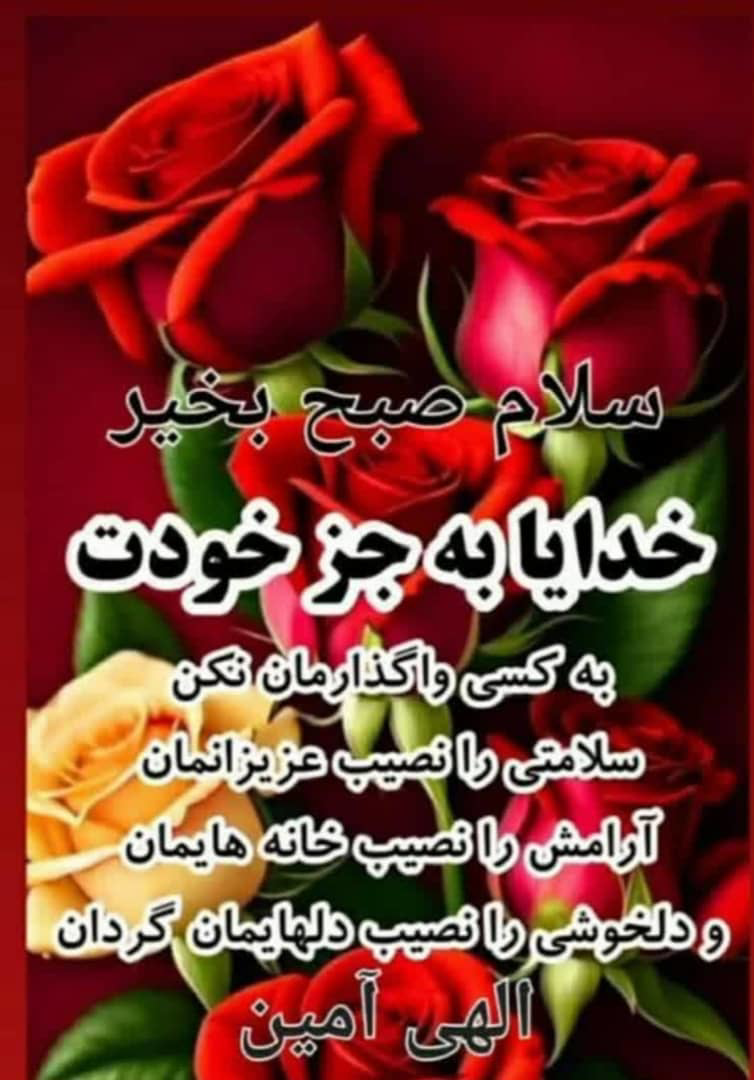 سلام صبح بخیر
خدایا به جز خودت
به کسی واگذارمان نکن
سلامتی را نصیب عزیزانمان
آرامش را نصیب خانه هایمان
و دلخوشی را نصیب دلهایمان گردان
الهی آمین